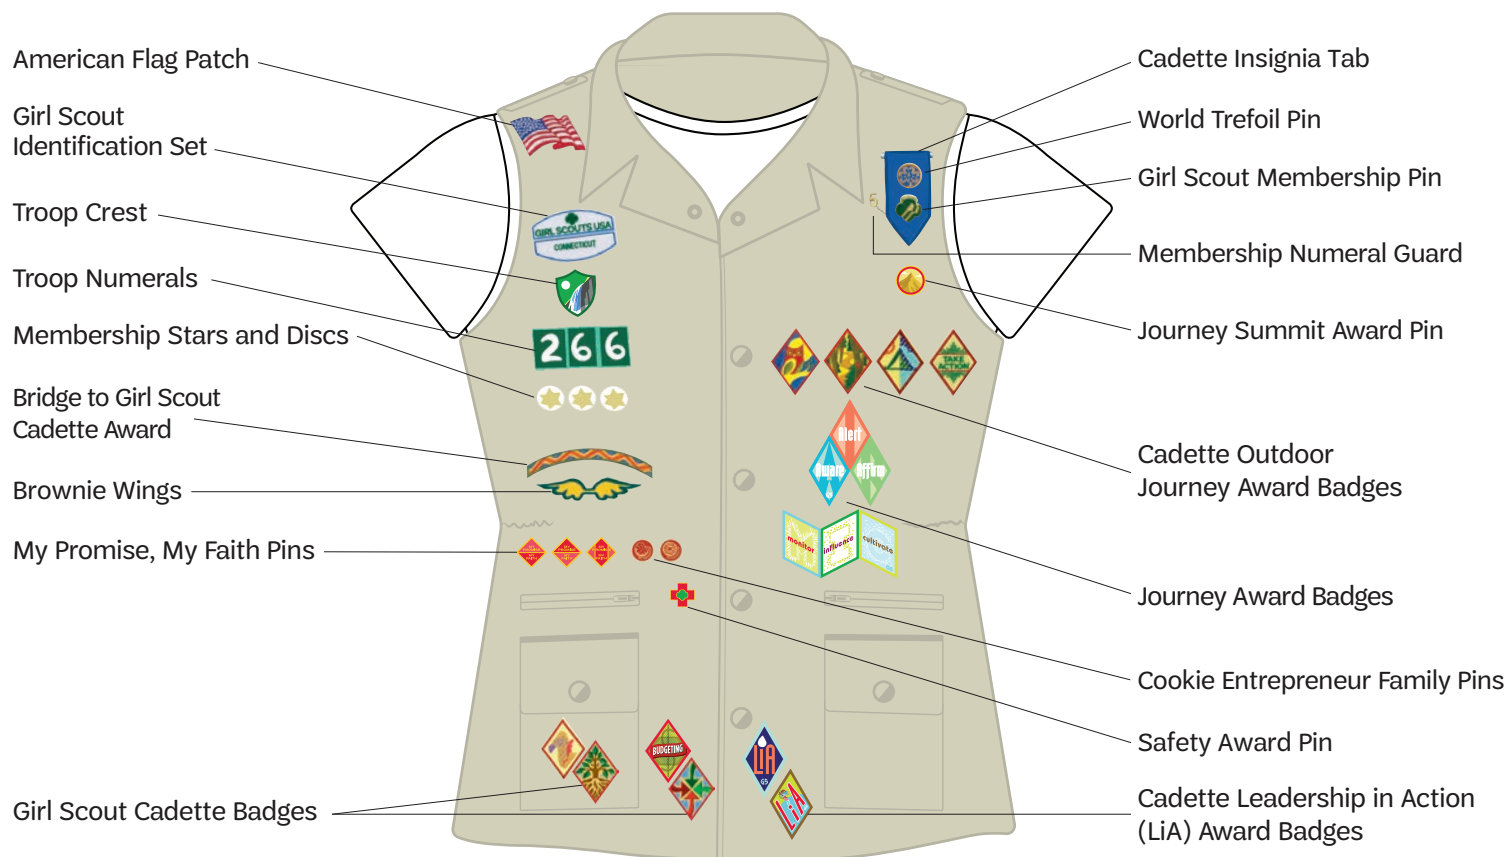 American Flag Patch
Girl Scout
Identification Set
Troop Crest
Troop Numerals
Membership Stars and Discs
Bridge to Girl Scout
Cadette Award
Brownie Wings
My Promise, My Faith Pins
Girl Scout Cadette Badges
GIRL SCOUTS USA
CONNECTICUT
266
BUDGETING
LiA
G5
LiA
5
TAKE
ACTION
Alert
Aware
Affirm
monitor
influence
cultivate
Cadette Insignia Tab
World Trefoil Pin
Girl Scout Membership Pin
Membership Numeral Guard
Journey Summit Award Pin
Cadette Outdoor
Journey Award Badges
Journey Award Badges
Cookie Entrepreneur Family Pins
Safety Award Pin
Cadette Leadership in Action
(LiA) Award Badges